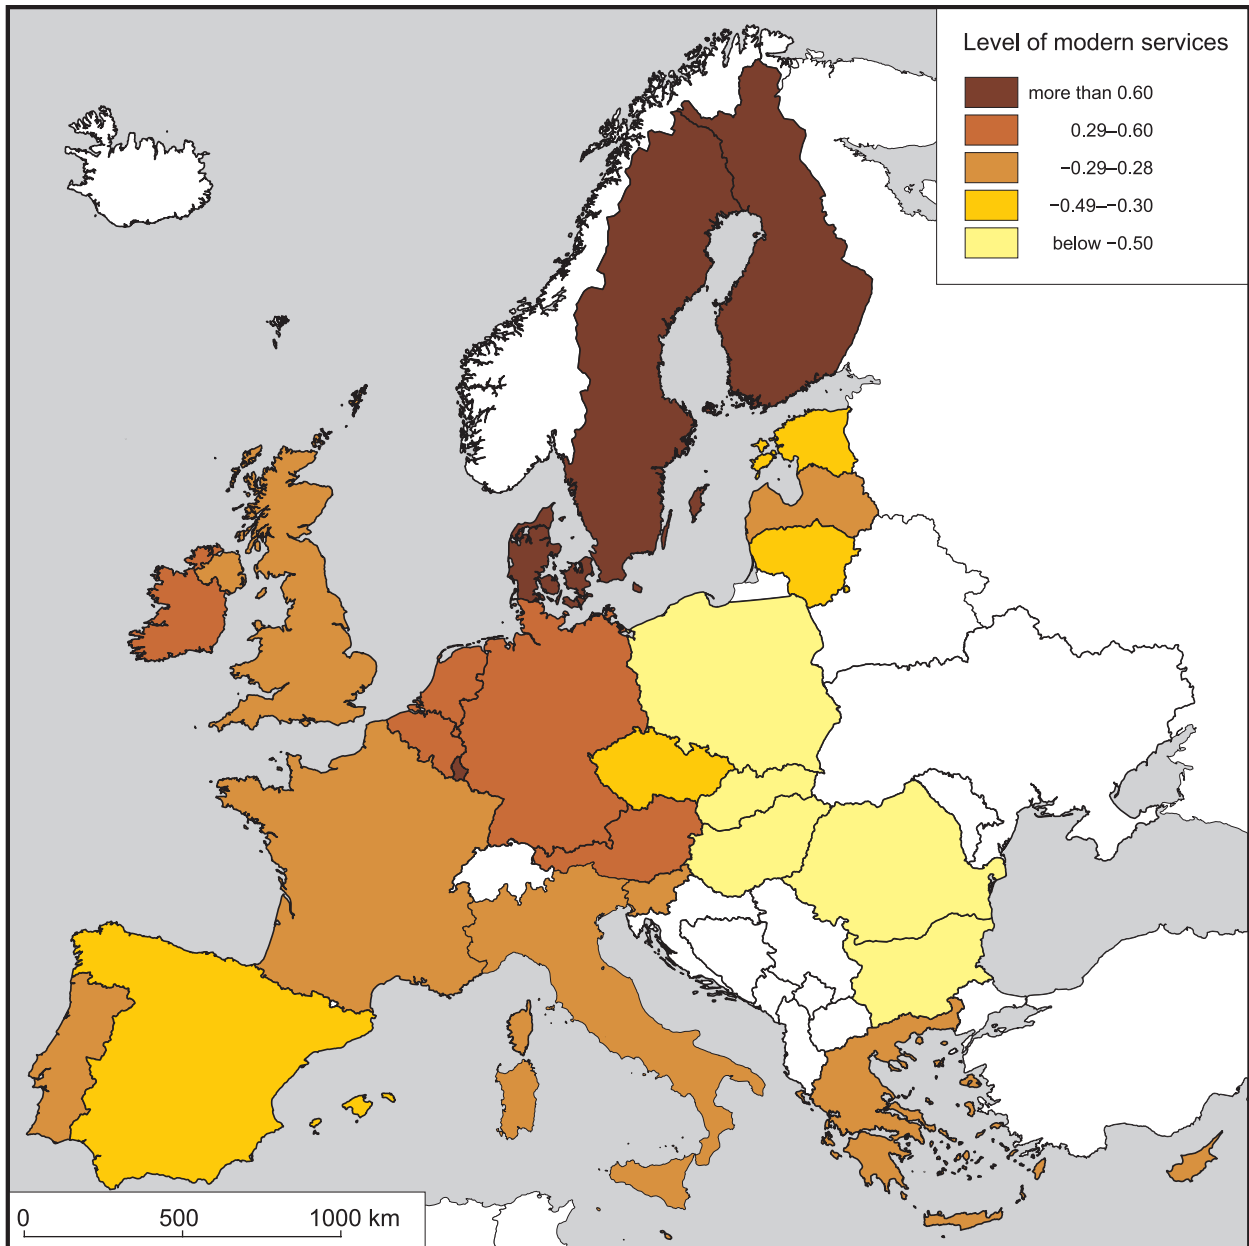 Level of modern services
more than 0.60
0.29–0.60
−0.29–0.28
−0.49–−0.30
below −0.50
0 500 1000 km